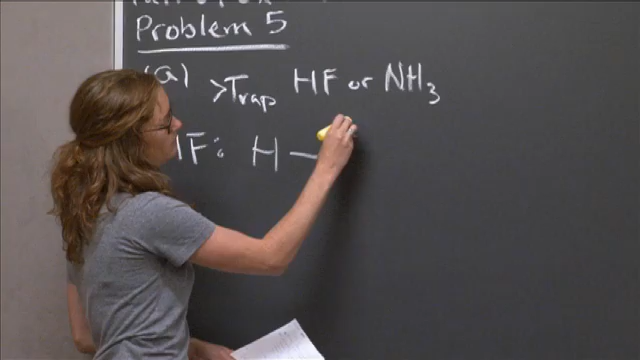 Problem 5
(a) >Trap HF or NH3
HF: H —